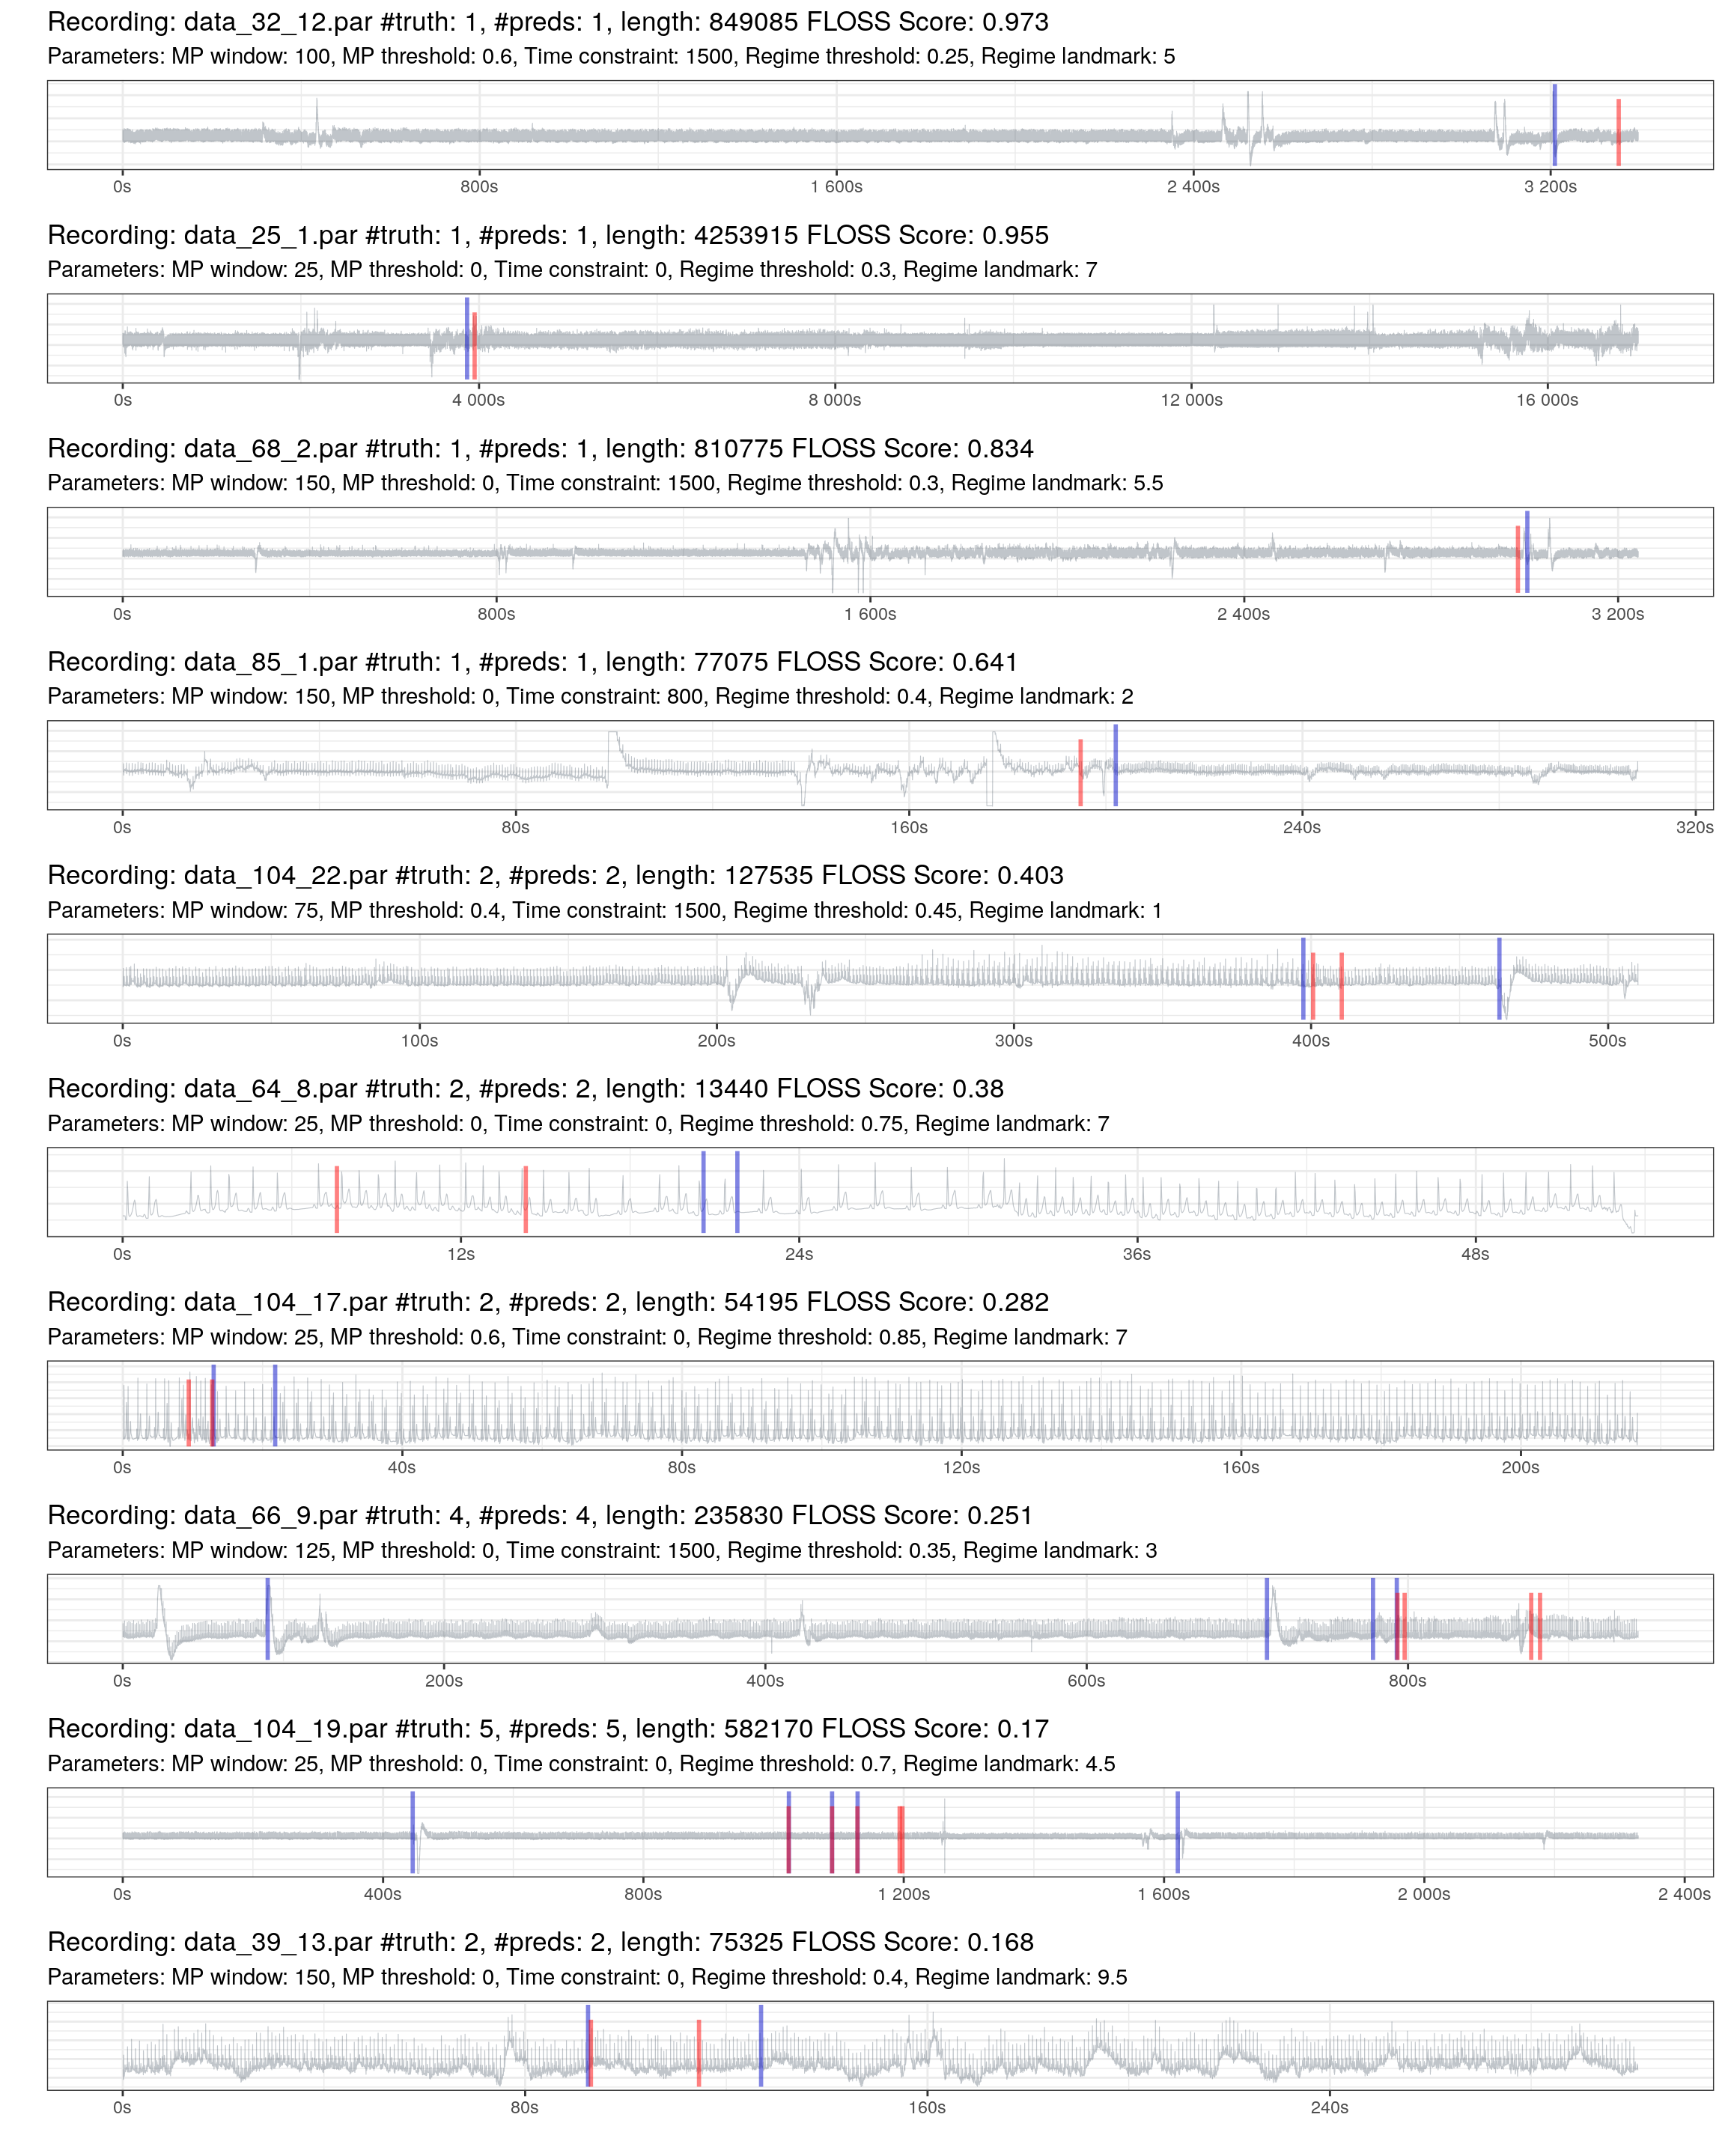 Recording: data_32_12.par #truth: 1, #preds: 1, length: 849085 FLOSS Score: 0.973
Parameters: MP window: 100, MP threshold: 0.6, Time constraint: 1500, Regime threshold: 0.25, Regime landmark: 5
0s 800s 1 600s 2 400s 3 200s
Recording: data_25_1.par #truth: 1, #preds: 1, length: 4253915 FLOSS Score: 0.955
Parameters: MP window: 25, MP threshold: 0, Time constraint: 0, Regime threshold: 0.3, Regime landmark: 7
0s 4 000s 8 000s 12 000s 16 000s
Recording: data_68_2.par #truth: 1, #preds: 1, length: 810775 FLOSS Score: 0.834
Parameters: MP window: 150, MP threshold: 0, Time constraint: 1500, Regime threshold: 0.3, Regime landmark: 5.5
0s 800s 1 600s 2 400s 3 200s
Recording: data_85_1.par #truth: 1, #preds: 1, length: 77075 FLOSS Score: 0.641
Parameters: MP window: 150, MP threshold: 0, Time constraint: 800, Regime threshold: 0.4, Regime landmark: 2
0s 80s 160s 240s 320s
Recording: data_104_22.par #truth: 2, #preds: 2, length: 127535 FLOSS Score: 0.403
Parameters: MP window: 75, MP threshold: 0.4, Time constraint: 1500, Regime threshold: 0.45, Regime landmark: 1
0s 100s 200s 300s 400s 500s
Recording: data_64_8.par #truth: 2, #preds: 2, length: 13440 FLOSS Score: 0.38
Parameters: MP window: 25, MP threshold: 0, Time constraint: 0, Regime threshold: 0.75, Regime landmark: 7
0s 12s 24s 36s 48s
Recording: data_104_17.par #truth: 2, #preds: 2, length: 54195 FLOSS Score: 0.282
Parameters: MP window: 25, MP threshold: 0.6, Time constraint: 0, Regime threshold: 0.85, Regime landmark: 7
0s 40s 80s 120s 160s 200s
Recording: data_66_9.par #truth: 4, #preds: 4, length: 235830 FLOSS Score: 0.251
Parameters: MP window: 125, MP threshold: 0, Time constraint: 1500, Regime threshold: 0.35, Regime landmark: 3
0s 200s 400s 600s 800s
Recording: data_104_19.par #truth: 5, #preds: 5, length: 582170 FLOSS Score: 0.17
Parameters: MP window: 25, MP threshold: 0, Time constraint: 0, Regime threshold: 0.7, Regime landmark: 4.5
0s 400s 800s 1 200s 1 600s 2 000s 2 400s
Recording: data_39_13.par #truth: 2, #preds: 2, length: 75325 FLOSS Score: 0.168
Parameters: MP window: 150, MP threshold: 0, Time constraint: 0, Regime threshold: 0.4, Regime landmark: 9.5
0s 80s 160s 240s